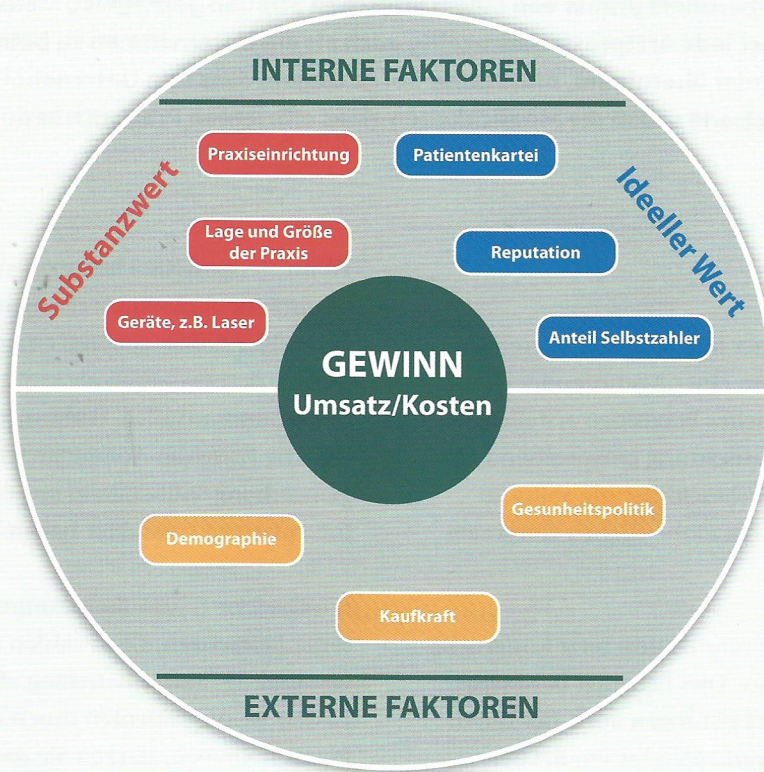 INTERNE FAKTOREN
Substanzwert
Praxiseinrichtung
Lage und Größe
der Praxis
Geräte, z.B. Laser
Ideeller Wert
Patientenkartei
Reputation
Anteil Selbstzahler
GEWINN
Umsatz/Kosten
Demographie
Gesunheitspolitik
Kaufkraft
EXTERNE FAKTOREN